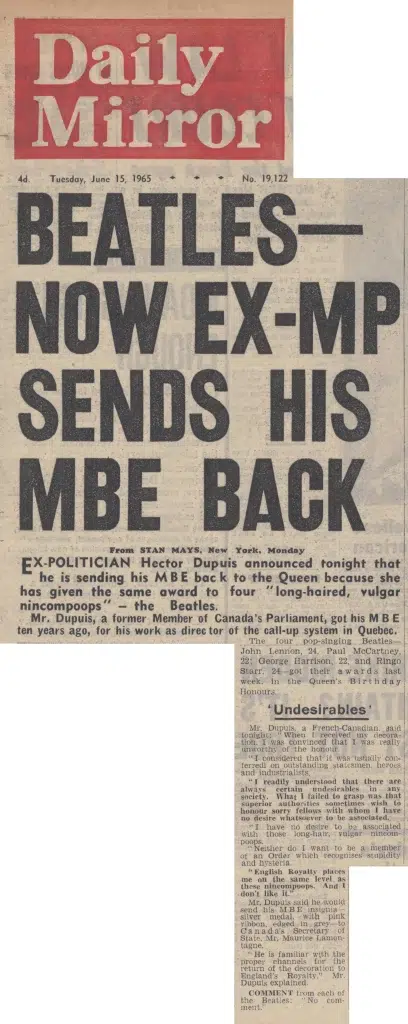 Daily
Mirror
4d. Tuesday, June 15, 1965 ✦ ✦ ✦ No. 19,122
BEATLES—
NOW EX-MP
SENDS HIS
MBE BACK
From STAN MAYS, New York, Monday
EX-POLITICIAN Hector Dupuis announced tonight that
he is sending his MBE back to the Queen because she
has given the same award to four "long-haired, vulgar
nincompoops" — the Beatles.
Mr. Dupuis, a former Member of Canada's Parliament, got his MBE
ten years ago, for his work as director of the call-up system in Quebec.
The four pop-singing Beatles—
John Lennon, 24, Paul McCartney,
22, George Harrison, 22, and Ringo
Starr, 24—got their awards last
week, in the Queen's Birthday
Honours.
'Undesirables'
Mr. Dupuis, a French-Canadian, said
tonight: "When I received my decora-
tion, I was convinced that I was really
unworthy of the honour.
"I considered that it was usually con-
ferred on outstanding statesmen, heroes
and industrialists.
"I readily understood that there are
always certain undesirables in any
society. What I failed to grasp was that
superior authorities sometimes wish to
honour sorry fellows with whom I have
no desire whatsoever to be associated.
"I have no desire to be associated
with those long-hair, vulgar nincom-
poops.
"Neither do I want to be a member
of an Order which recognises stupidity
and hysteria.
"English Royalty places
me on the same level as
these nincompoops. And I
don't like it."
Mr. Dupuis said he would
send his MBE insignia—
silver medal, with pink
ribbon, edged in grey—to
Canada's Secretary of
State, Mr. Maurice Lamon-
tagne.
"He is familiar with the
proper channels for the
return of the decoration to
England's Royalty," Mr.
Dupuis explained.
COMMENT from each of
the Beatles: "No com-
ment."